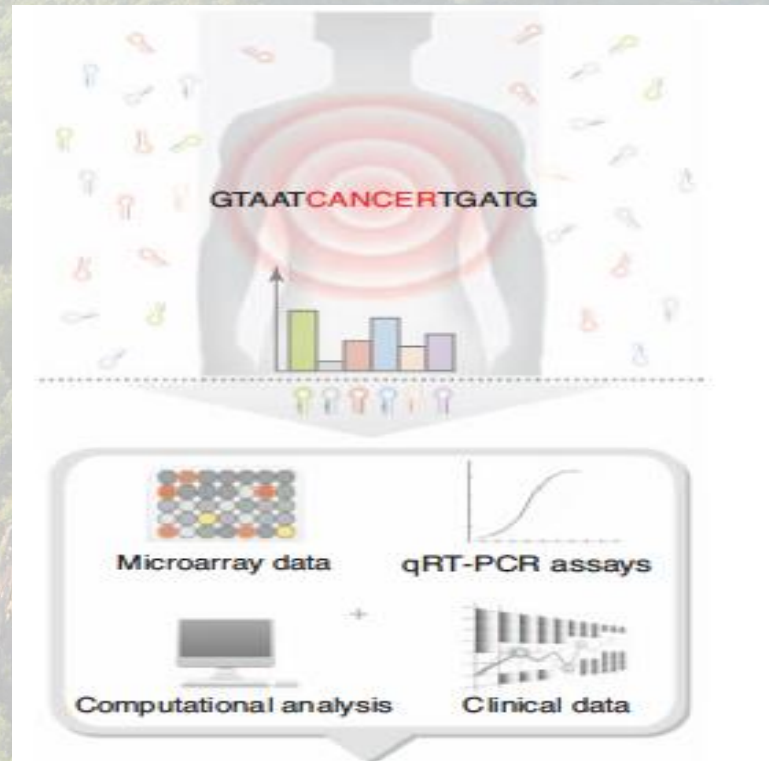 GTAATCANCERTGATG
Microarray data
qRT-PCR assays
Computational analysis
Clinical data